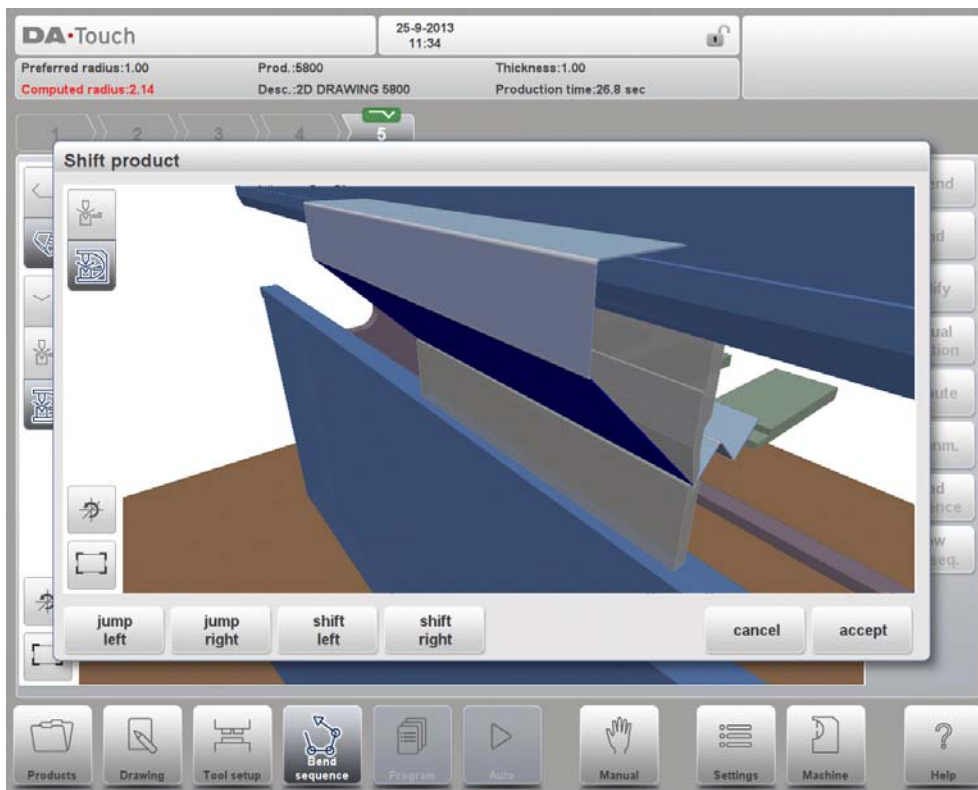 DA•Touch
25-9-2013
11:34
Preferred radius:1.00
Prod.:5800
Thickness:1.00
Computed radius:2.14
Desc.:2D DRAWING 5800
Production time:26.8 sec
1
2
3
4
5
Shift product
jump
left
jump
right
shift
left
shift
right
cancel
accept
Products
Drawing
Tool setup
Bend
sequence
Program
Auto
Manual
Settings
Machine
Help